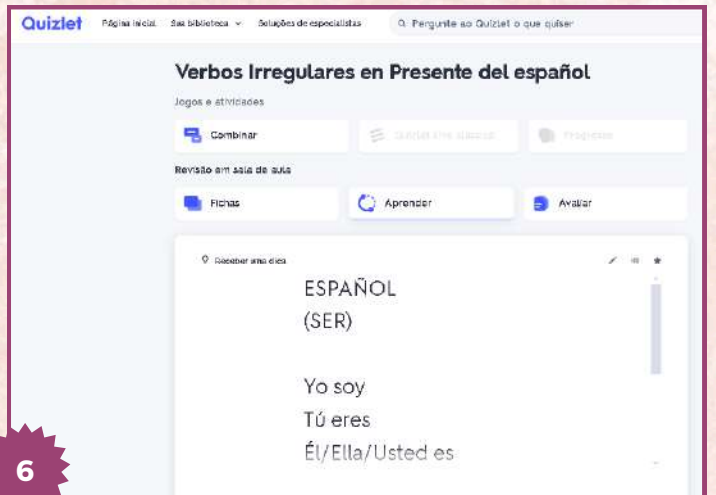 Quizlet
Página inicial Sua biblioteca Soluções de especialistas Pergunte ao Quizlet o que quiser
Verbos Irregulares en Presente del español
Jogos e atividades
Combinar
Revisão em sala de aula
Fichas Aprender Avaliar
Receber uma dica
ESPAÑOL
(SER)
Yo soy
Tú eres
Él/Ella/Usted es
6